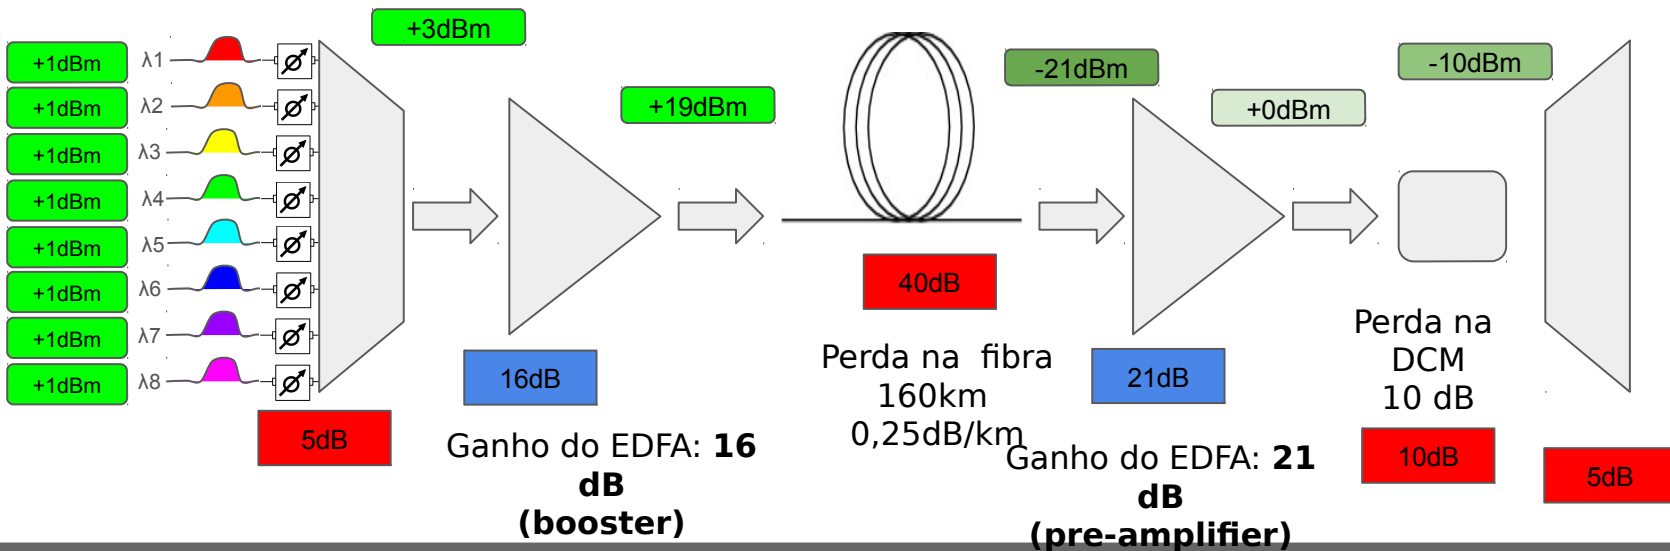 +3dBm
+1dBm λ1
+1dBm λ2
+1dBm λ3
+1dBm λ4
+1dBm λ5
+1dBm λ6
+1dBm λ7
+1dBm λ8
5dB
+19dBm
16dB
Ganho do EDFA: 16
dB
(booster)
40dB
Perda na fibra
160km
0,25dB/km
-21dBm
+0dBm
21dB
Ganho do EDFA: 21
dB
(pre-amplifier)
-10dBm
Perda na
DCM
10 dB
10dB
5dB